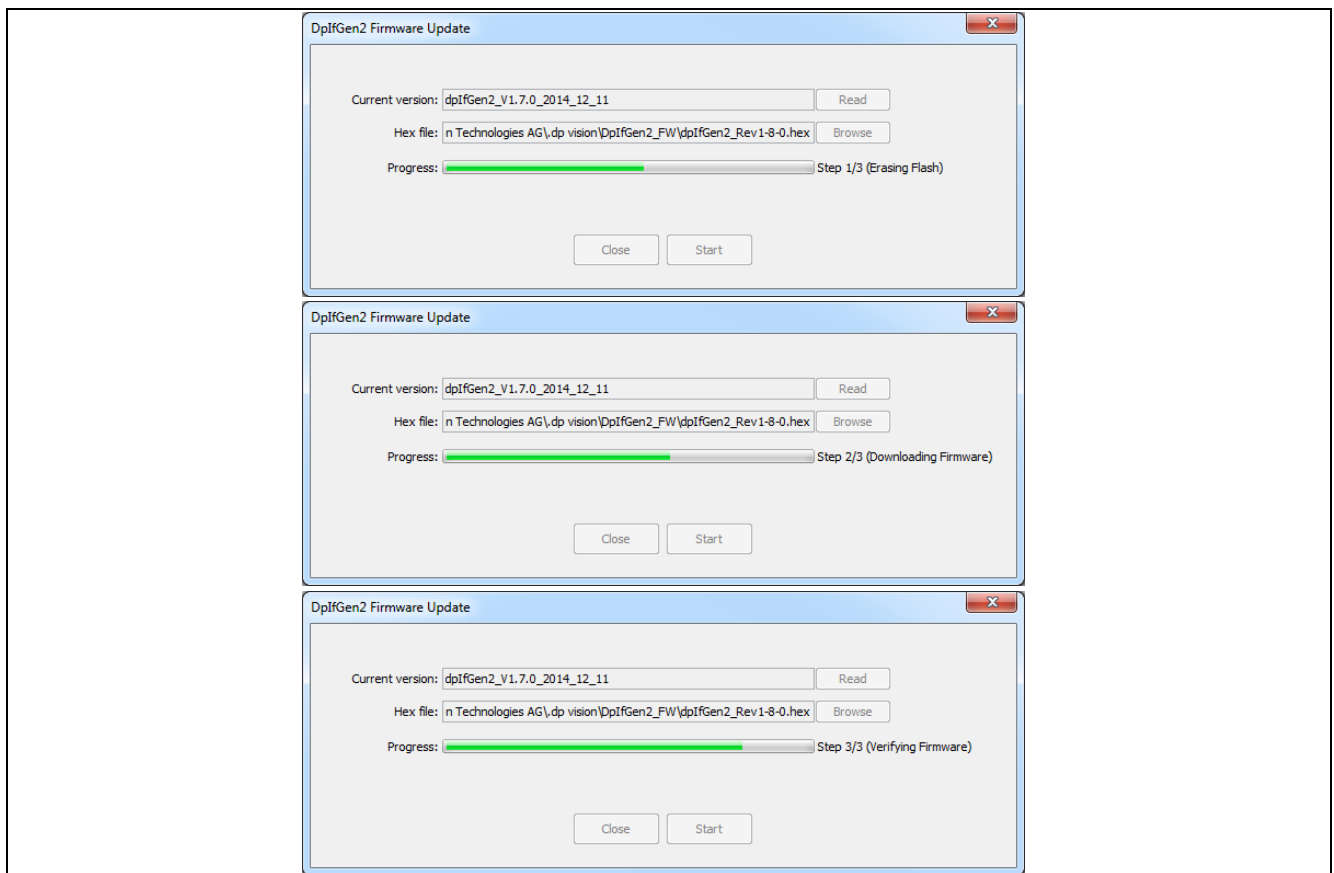 DpIfGen2 Firmware Update
Current version: dpIfGen2_V1.7.0_2014_12_11 Read
Hex file: n Technologies AG\.dp vision\DpIfGen2_FW\dpIfGen2_Rev1-8-0.hex Browse
Progress: Step 1/3 (Erasing Flash)
Close Start
DpIfGen2 Firmware Update
Current version: dpIfGen2_V1.7.0_2014_12_11 Read
Hex file: n Technologies AG\.dp vision\DpIfGen2_FW\dpIfGen2_Rev1-8-0.hex Browse
Progress: Step 2/3 (Downloading Firmware)
Close Start
DpIfGen2 Firmware Update
Current version: dpIfGen2_V1.7.0_2014_12_11 Read
Hex file: n Technologies AG\.dp vision\DpIfGen2_FW\dpIfGen2_Rev1-8-0.hex Browse
Progress: Step 3/3 (Verifying Firmware)
Close Start